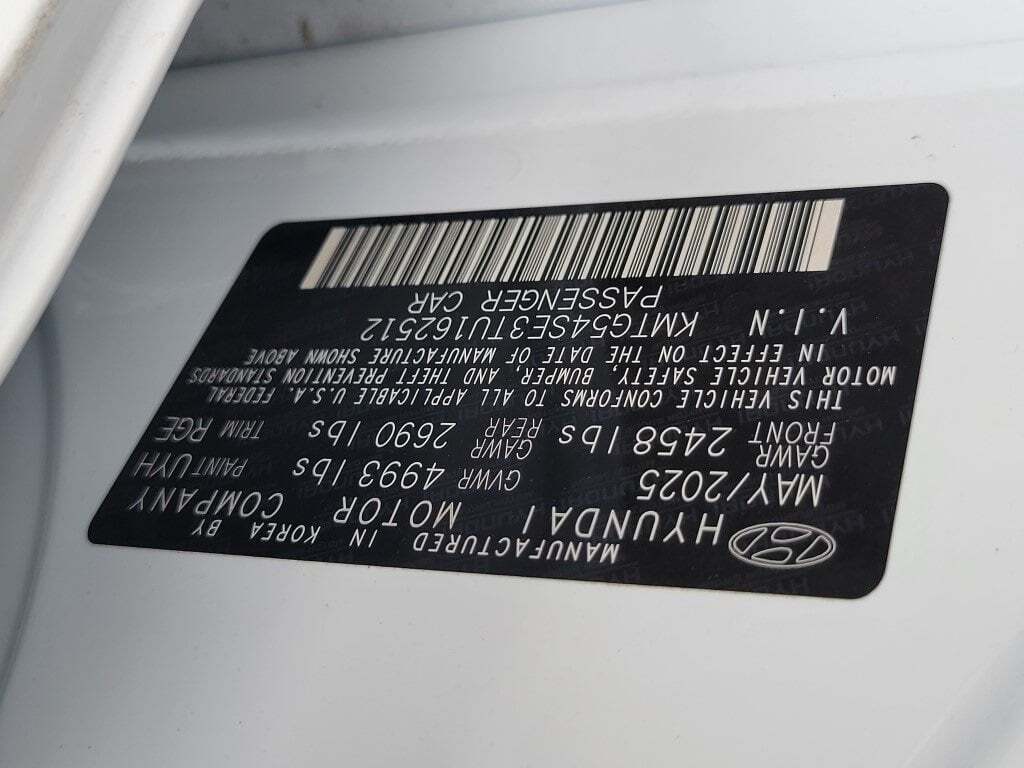 MANUFACTURED IN KOREA BY
HYUNDAI MOTOR COMPANY
MAY/2025 GVWR 4993 lbs PAINT UYH
GAWR FRONT 2458 lbs GAWR REAR 2690 lbs TRIM RGE
THIS VEHICLE CONFORMS TO ALL APPLICABLE U.S.A. FEDERAL
MOTOR VEHICLE SAFETY, BUMPER, AND THEFT PREVENTION STANDARDS
IN EFFECT ON THE DATE OF MANUFACTURE SHOWN ABOVE
V.I.N KMTG54SE3TU162512
PASSENGER CAR